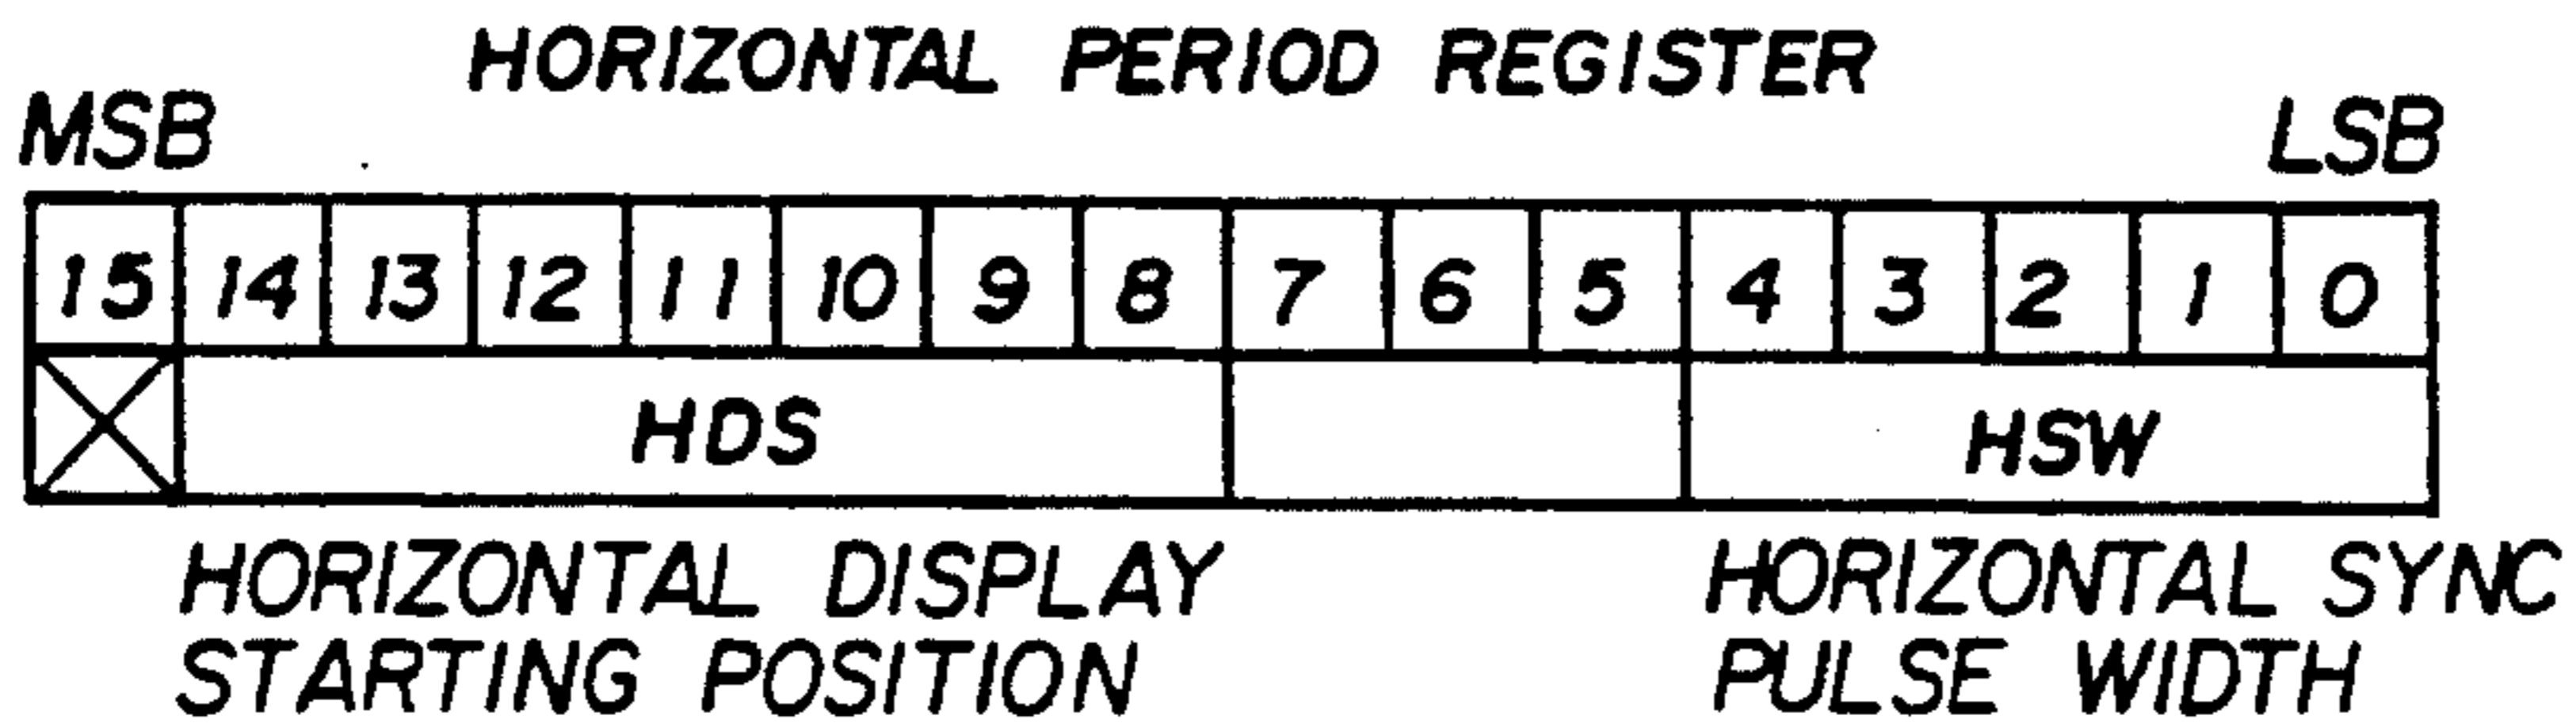 HORIZONTAL PERIOD REGISTER
MSB LSB
15 14 13 12 11 10 9 8 7 6 5 4 3 2 1 0
HDS HSW
HORIZONTAL DISPLAY HORIZONTAL SYNC
STARTING POSITION PULSE WIDTH